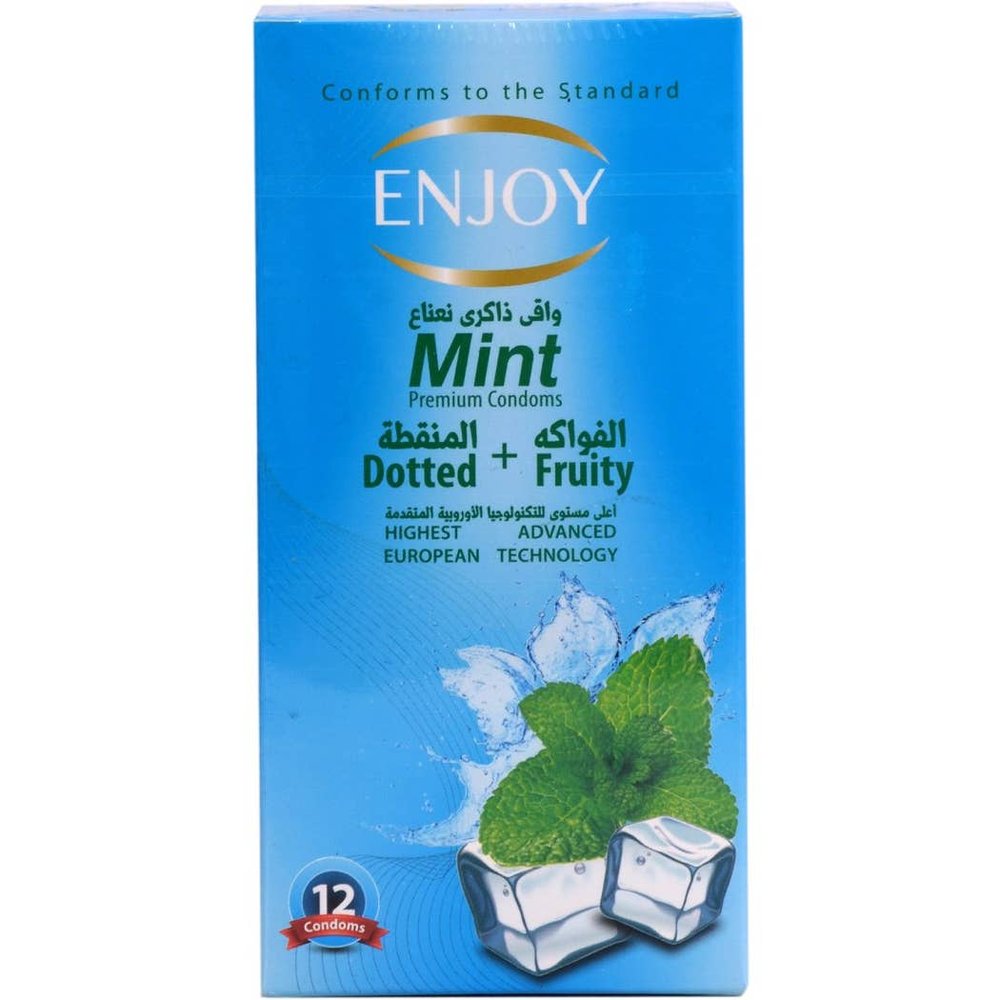 Conforms to the Standard
ENJOY
واقى ذاكرى نعناع
Mint
Premium Condoms
المنقطة + الفواكه
Dotted Fruity
أعلى مستوى للتكنولوجيا الأوروبية المتقدمة
HIGHEST ADVANCED
EUROPEAN TECHNOLOGY
12
Condoms